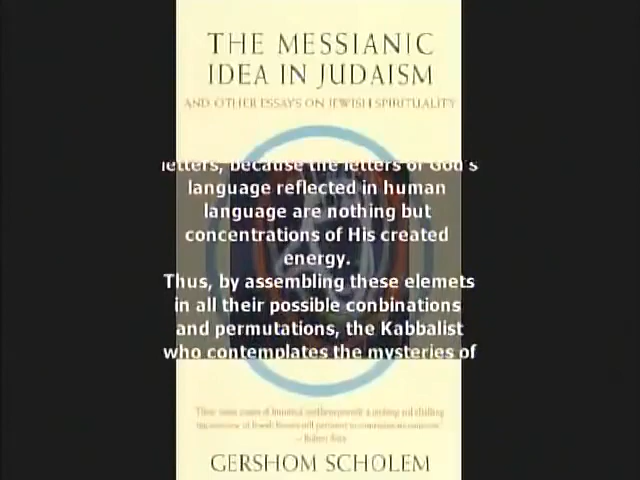 THE MESSIANIC
IDEA IN JUDAISM
AND OTHER ESSAYS ON JEWISH SPIRITUALITY
letters, because the letters of God's
language reflected in human
language are nothing but
concentrations of His created
energy.
Thus, by assembling these elemets
in all their possible conbinations
and permutations, the Kabbalist
who contemplates the mysteries of
GERSHOM SCHOLEM